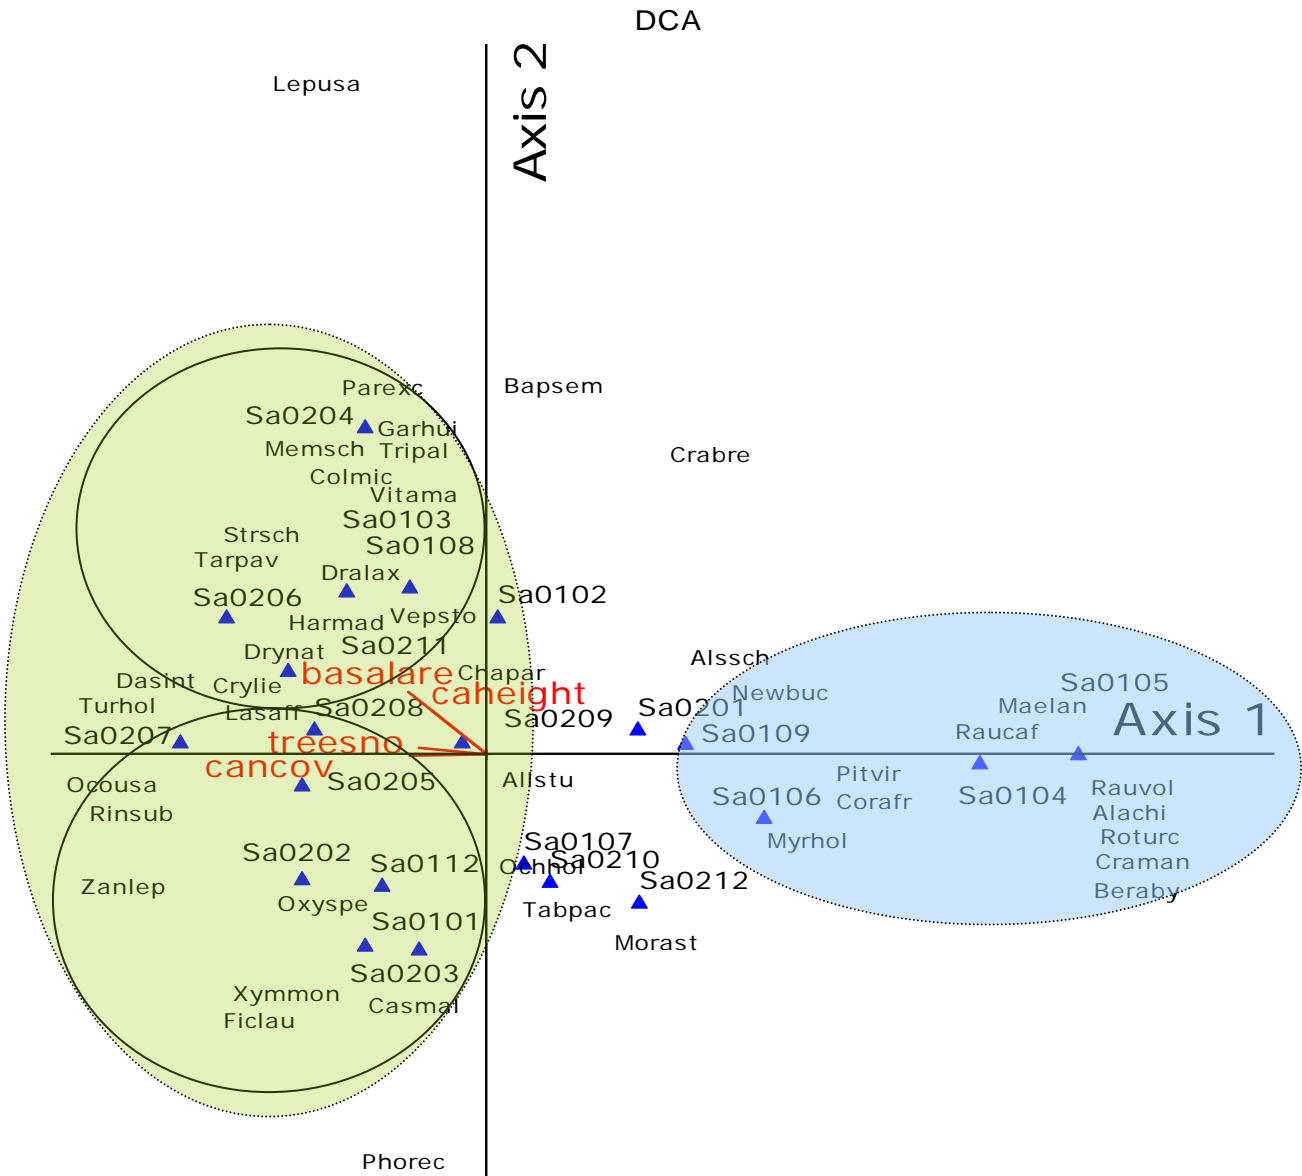 DCA
Axis 2
Lepusa
Parexc
Bapsem
Sa0204
Garhui
Memsch
Tripal
Crabre
Colmic
Vitama
Sa0103
Strsch
Sa0108
Tarpav
Dralax
Sa0206
Sa0102
Harmad
Vepsto
Drynat
Sa0211
Alssch
basalare
Chapar
Dasint
Crylie
caheight
Newbuc
Sa0105
Turhol
Lasaff
Sa0208
Sa0209
Sa0201
Maelan
Axis 1
Sa0207
treesno
Sa0109
Raucaf
cancov
Ocousa
Sa0205
Allstu
Pitvir
Rauvol
Rinsub
Sa0106
Corafr
Sa0104
Alachi
Myrhol
Roturc
Sa0202
Sa0112
Sa0107
Sa0210
Craman
Zanlep
Ochhol
Sa0212
Beraby
Oxyspe
Tabpac
Sa0101
Morast
Sa0203
Xymmon
Casmal
Ficlau
Phorec